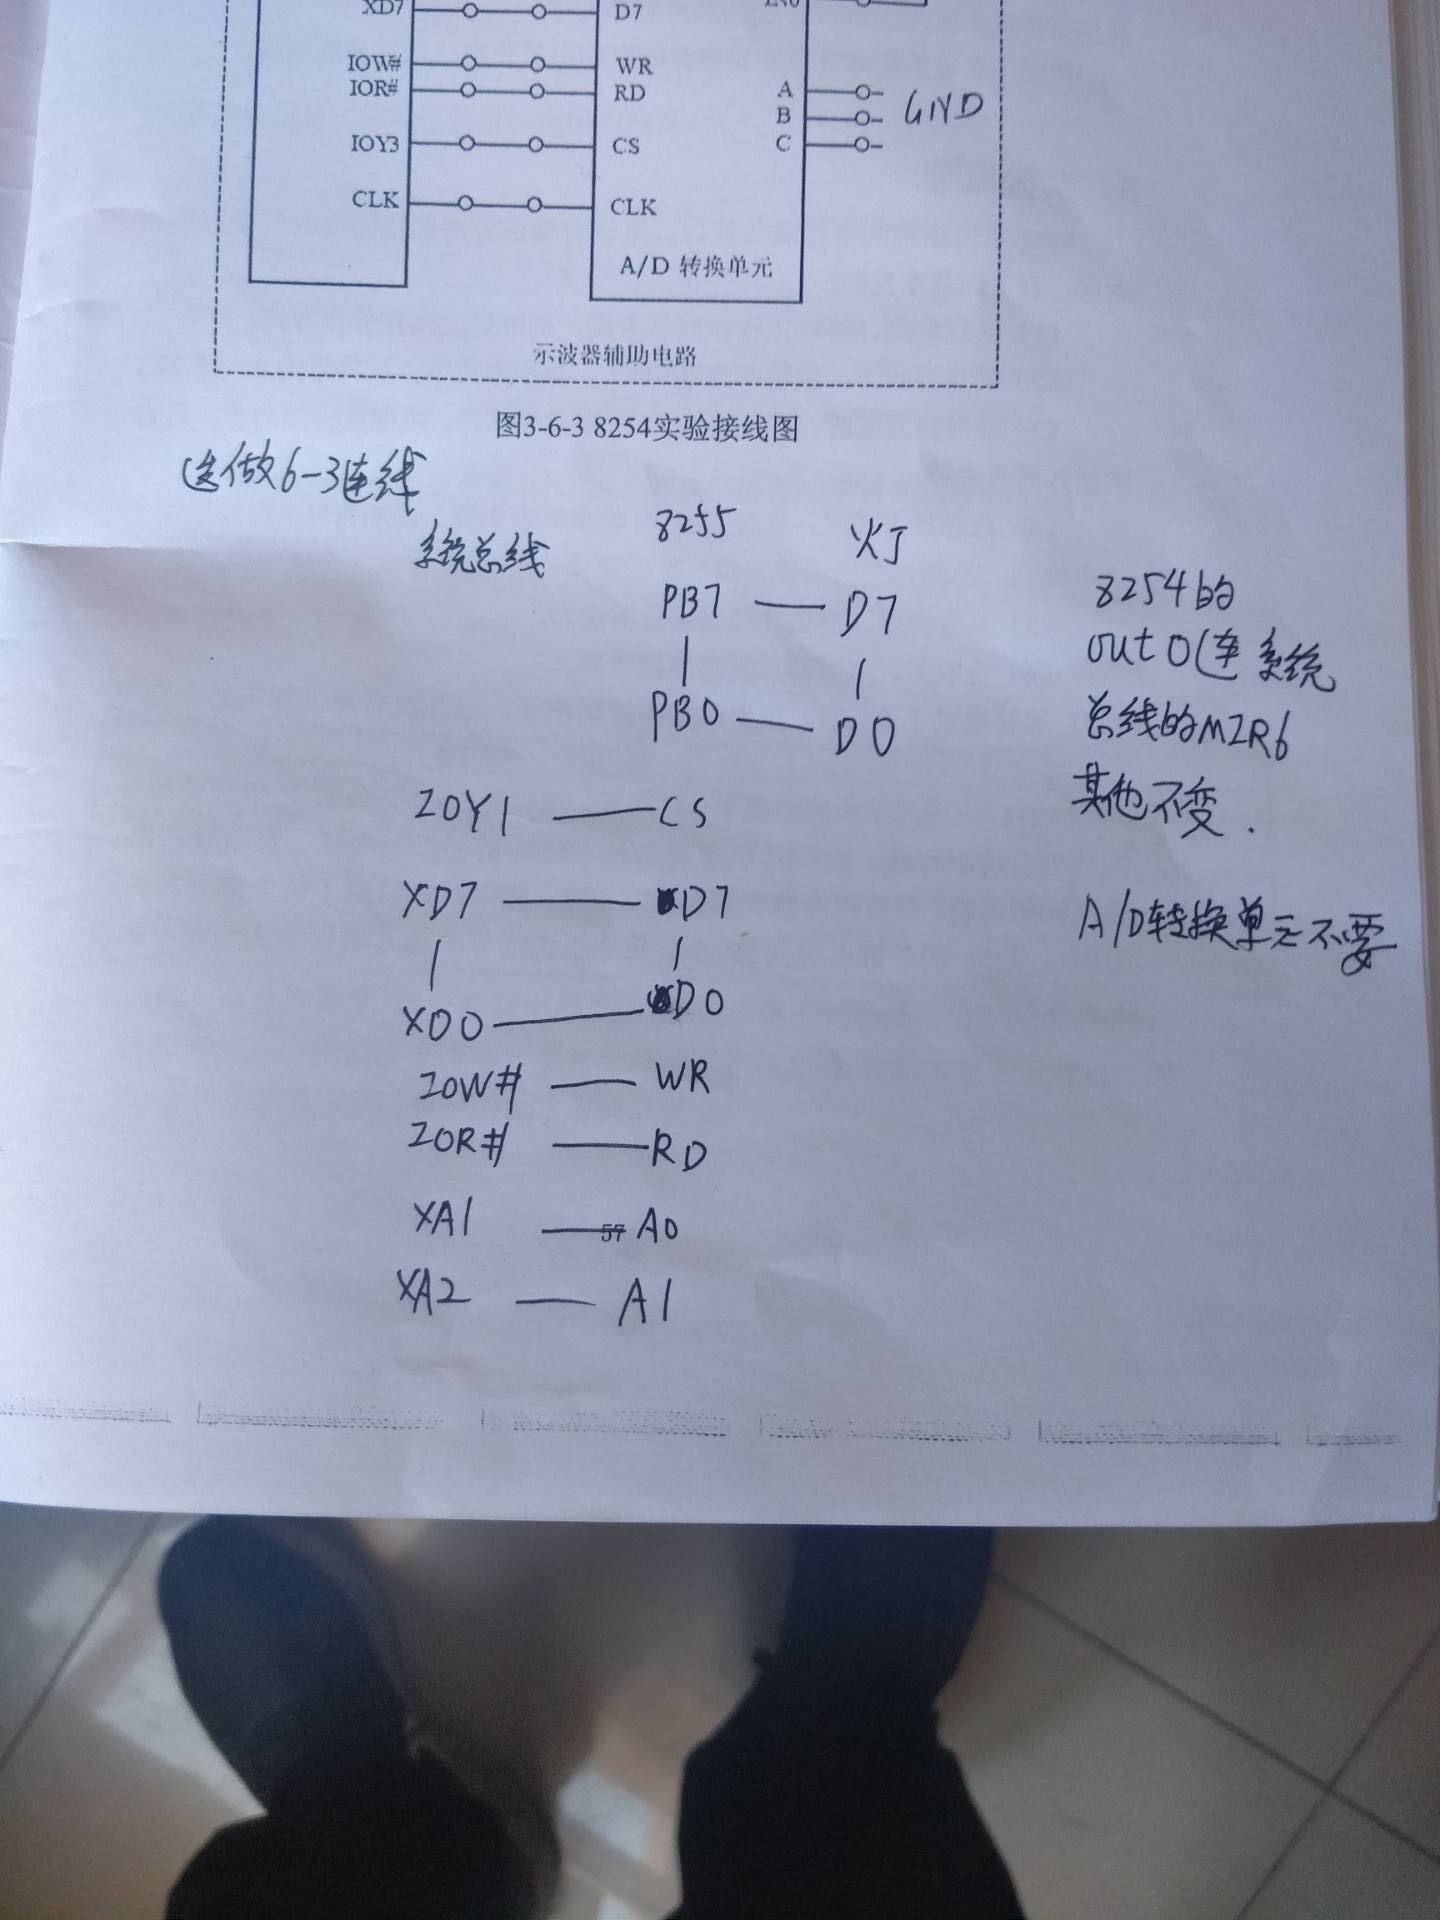 XD7 D7
IOW# WR
IOR# RD A
B GND
IOY3 CS C
CLK CLK
A/D 转换单元
示波器辅助电路
图3-6-3 8254实验接线图
选做6-3连线
系统总线 8255 灯
PB7 — D7
PB0 — D0
IOY1 — CS
XD7 — D7
XD0 — D0
IOW# — WR
IOR# — RD
XA1 — A0
57
XA2 — A1
8254的
out0连系统
总线的MIR6
其他不变.
A/D转换单元不要